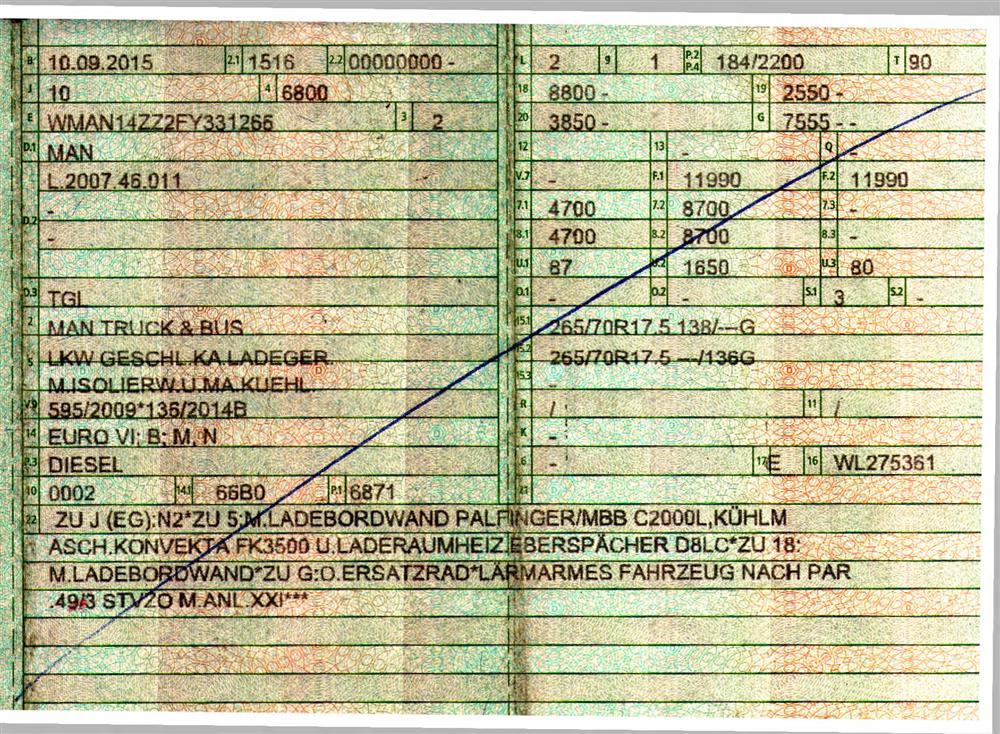 B 10.09.2015 2.1 1516 2.2 00000000 -
J 10 4 6800
E WMAN14ZZ2FY331266 3 2
D.1 MAN
L.2007.46.011
D.2 -
-
D.3 TGL
2 MAN TRUCK & BUS
5 LKW GESCHL.KA.LADEGER.
M.ISOLIERW.U.MA.KUEHL.
V.9 595/2009*136/2014B
14 EURO VI; B; M, N
P.3 DIESEL
10 0002 14.1 66B0 P.1 6871
L 2 9 1 P.2 P.4 184/2200 T 90
18 8800 - 19 2550 -
20 3850 - G 7555 - -
12 - 13 - Q -
V.7 - F.1 11990 F.2 11990
7.1 4700 7.2 8700 7.3 -
8.1 4700 8.2 8700 8.3 -
U.1 87 U.2 1650 U.3 80
O.1 - O.2 - S.1 3 S.2 -
15.1 265/70R17.5 138/---G
15.2 265/70R17.5 ---/136G
15.3 -
R / 11 /
K -
6 - 17 E 16 WL275361
21
22 ZU J (EG):N2*ZU 5:M.LADEBORDWAND PALFINGER/MBB C2000L,KÜHLM
ASCH.KONVEKTA FK3500 U.LADERAUMHEIZ.EBERSPÄCHER D8LC*ZU 18:
M.LADEBORDWAND*ZU G:O.ERSATZRAD*LÄRMARMES FAHRZEUG NACH PAR
.49/3 STVZO M.ANL.XXI***